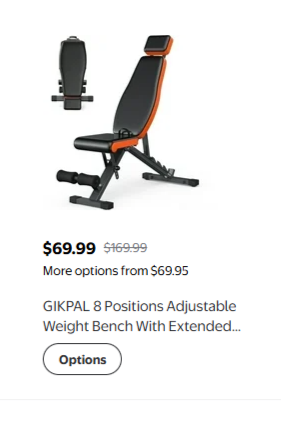 $69.99 $169.99
More options from $69.95
GIKPAL 8 Positions Adjustable
Weight Bench With Extended...
Options